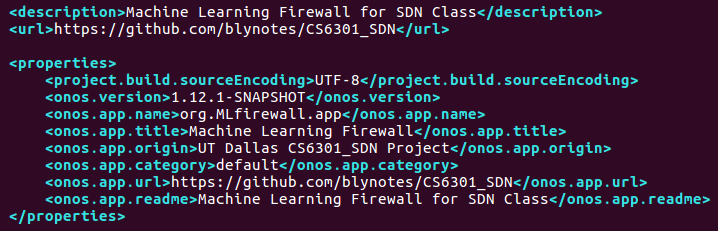 <description>Machine Learning Firewall for SDN Class</description>
<url>https://github.com/blynotes/CS6301_SDN</url>
<properties>
<project.build.sourceEncoding>UTF-8</project.build.sourceEncoding>
<onos.version>1.12.1-SNAPSHOT</onos.version>
<onos.app.name>org.MLfirewall.app</onos.app.name>
<onos.app.title>Machine Learning Firewall</onos.app.title>
<onos.app.origin>UT Dallas CS6301_SDN Project</onos.app.origin>
<onos.app.category>default</onos.app.category>
<onos.app.url>https://github.com/blynotes/CS6301_SDN</onos.app.url>
<onos.app.readme>Machine Learning Firewall for SDN Class</onos.app.readme>
</properties>